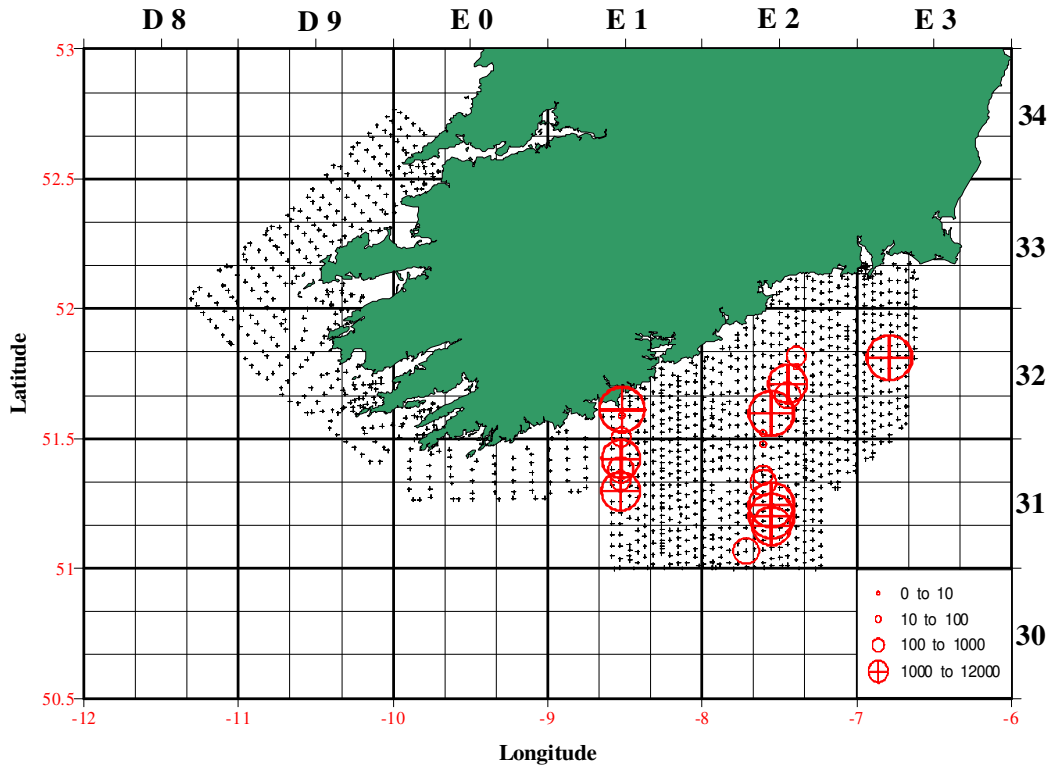 D 8 D 9 E 0 E 1 E 2 E 3
53
34
52.5
33
52
32
51.5
31
51
30
50.5
-12 -11 -10 -9 -8 -7 -6
Latitude
Longitude
0 to 10
10 to 100
100 to 1000
1000 to 12000